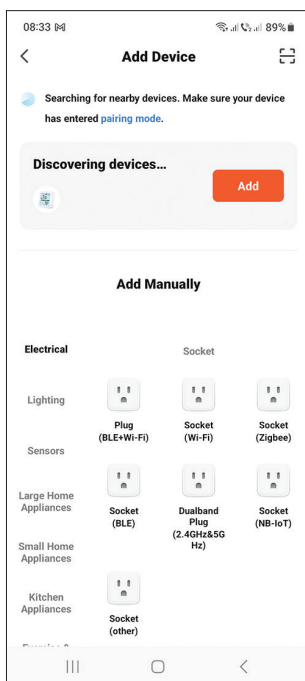 08:33 89%
Add Device
Searching for nearby devices. Make sure your device
has entered pairing mode.
Discovering devices...
Add
Add Manually
Electrical
Socket
Lighting
Plug
(BLE+Wi-Fi)
Socket
(Wi-Fi)
Socket
(Zigbee)
Sensors
Large Home
Appliances
Socket
(BLE)
Dualband
Plug
(2.4GHz&5G
Hz)
Socket
(NB-IoT)
Small Home
Appliances
Kitchen
Appliances
Socket
(other)